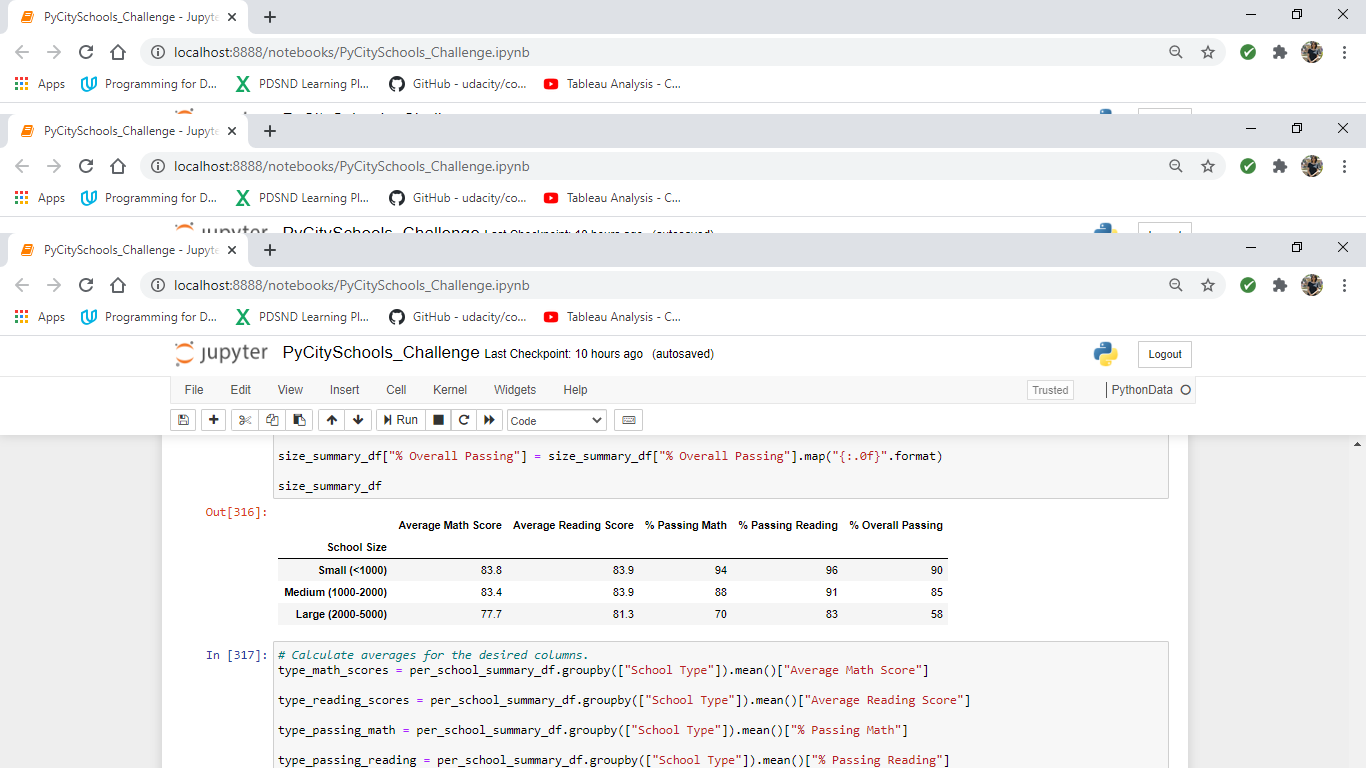 PyCitySchools_Challenge - Jupyte
localhost:8888/notebooks/PyCitySchools_Challenge.ipynb
Apps Programming for D... PDSND Learning Pl... GitHub - udacity/co... Tableau Analysis - C...
PyCitySchools_Challenge - Jupyte
localhost:8888/notebooks/PyCitySchools_Challenge.ipynb
Apps Programming for D... PDSND Learning Pl... GitHub - udacity/co... Tableau Analysis - C...
jupyter PyCitySchools_Challenge Last Checkpoint: 10 hours ago (autosaved)
PyCitySchools_Challenge - Jupyte
localhost:8888/notebooks/PyCitySchools_Challenge.ipynb
Apps Programming for D... PDSND Learning Pl... GitHub - udacity/co... Tableau Analysis - C...
jupyter PyCitySchools_Challenge Last Checkpoint: 10 hours ago (autosaved) Logout
File Edit View Insert Cell Kernel Widgets Help Trusted PythonData
Run Code
size_summary_df["% Overall Passing"] = size_summary_df["% Overall Passing"].map("{:.0f}".format)
size_summary_df
Out[316]:
Average Math Score Average Reading Score % Passing Math % Passing Reading % Overall Passing
School Size
Small (<1000) 83.8 83.9 94 96 90
Medium (1000-2000) 83.4 83.9 88 91 85
Large (2000-5000) 77.7 81.3 70 83 58
In [317]: # Calculate averages for the desired columns.
type_math_scores = per_school_summary_df.groupby(["School Type"]).mean()["Average Math Score"]
type_reading_scores = per_school_summary_df.groupby(["School Type"]).mean()["Average Reading Score"]
type_passing_math = per_school_summary_df.groupby(["School Type"]).mean()["% Passing Math"]
type_passing_reading = per_school_summary_df.groupby(["School Type"]).mean()["% Passing Reading"]